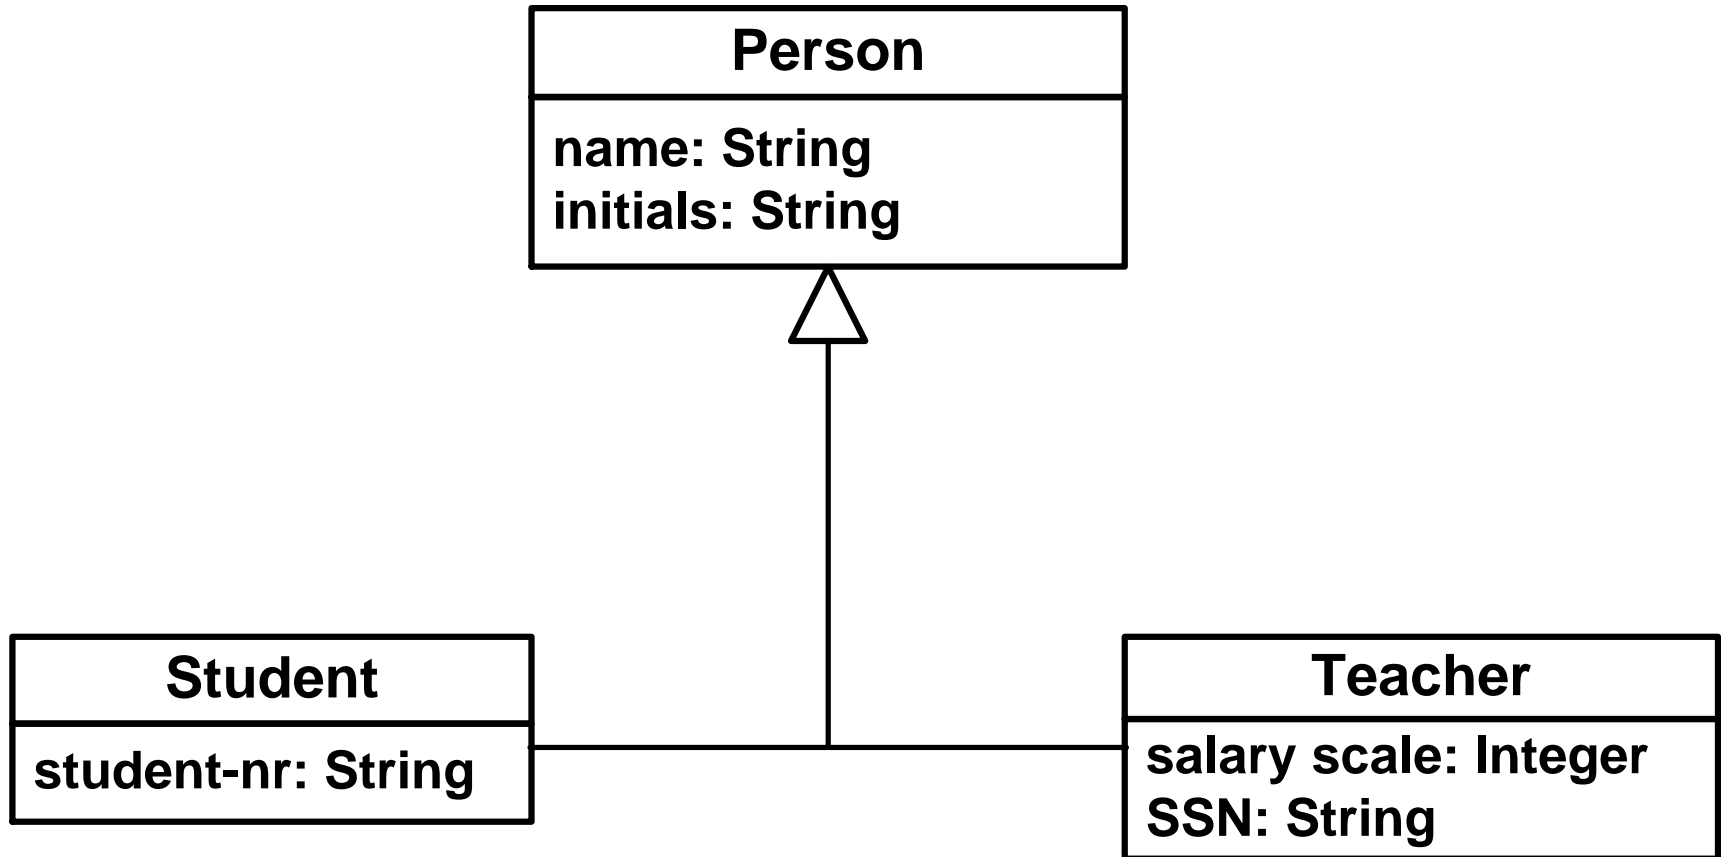 Person
name: String
initials: String
Student
student-nr: String
Teacher
salary scale: Integer
SSN: String